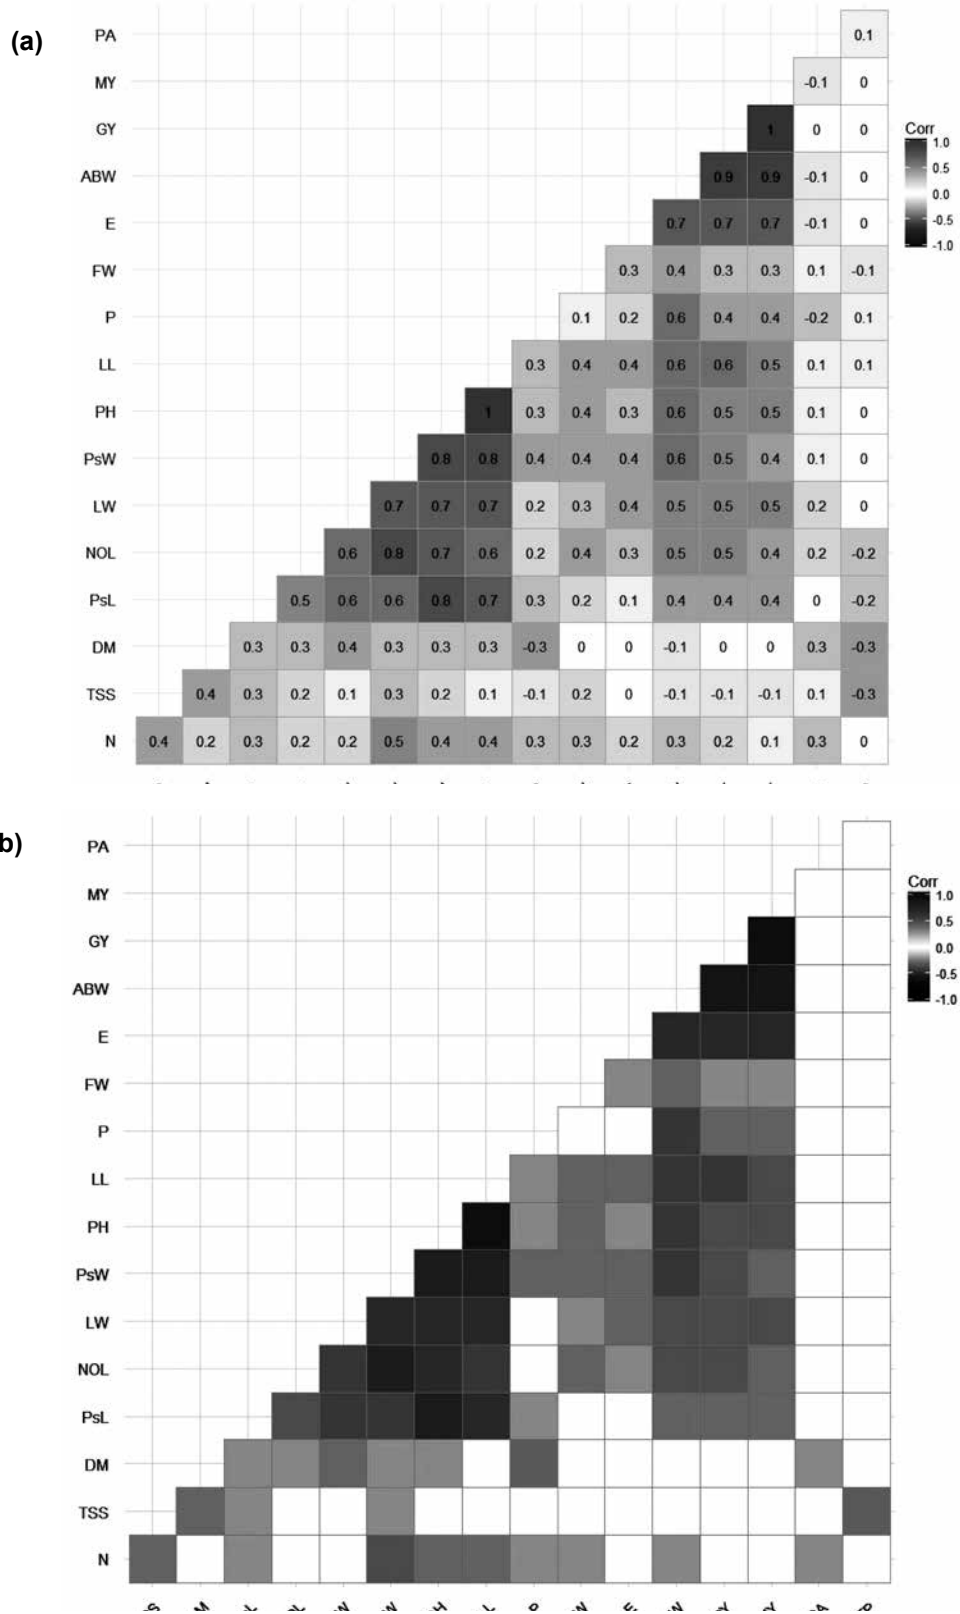 (a)
PA 0.1
MY -0.1 0
GY 1 0 0
Corr
ABW 0.9 0.9 -0.1 0
1.0
0.5
0.0
-0.5
-1.0
E 0.7 0.7 0.7 -0.1 0
FW 0.3 0.4 0.3 0.3 0.1 -0.1
P 0.1 0.2 0.6 0.4 0.4 -0.2 0.1
LL 0.3 0.4 0.4 0.6 0.6 0.5 0.1 0.1
PH 1 0.3 0.4 0.3 0.6 0.5 0.5 0.1 0
PsW 0.8 0.8 0.4 0.4 0.4 0.6 0.5 0.4 0.1 0
LW 0.7 0.7 0.7 0.2 0.3 0.4 0.5 0.5 0.5 0.2 0
NOL 0.6 0.8 0.7 0.6 0.2 0.4 0.3 0.5 0.5 0.4 0.2 -0.2
PsL 0.5 0.6 0.6 0.8 0.7 0.3 0.2 0.1 0.4 0.4 0.4 0 -0.2
DM 0.3 0.3 0.4 0.3 0.3 0.3 -0.3 0 0 -0.1 0 0 0.3 -0.3
TSS 0.4 0.3 0.2 0.1 0.3 0.2 0.1 -0.1 0.2 0 -0.1 -0.1 -0.1 0.1 -0.3
N 0.4 0.2 0.3 0.2 0.2 0.5 0.4 0.4 0.3 0.3 0.2 0.3 0.2 0.1 0.3 0
b)
PA
MY
GY
ABW
E
FW
P
LL
PH
PsW
LW
NOL
PsL
DM
TSS
N
Corr
1.0
0.5
0.0
-0.5
-1.0